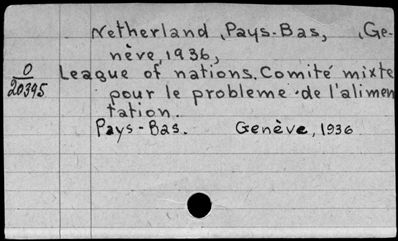 Netherland, Pays-Bas, , Ge-
nève, 1936,
O
20395
League of nations. Comité mixte
pour le probleme de l'alimen
tation.
Pays-Bas. Genève, 1936